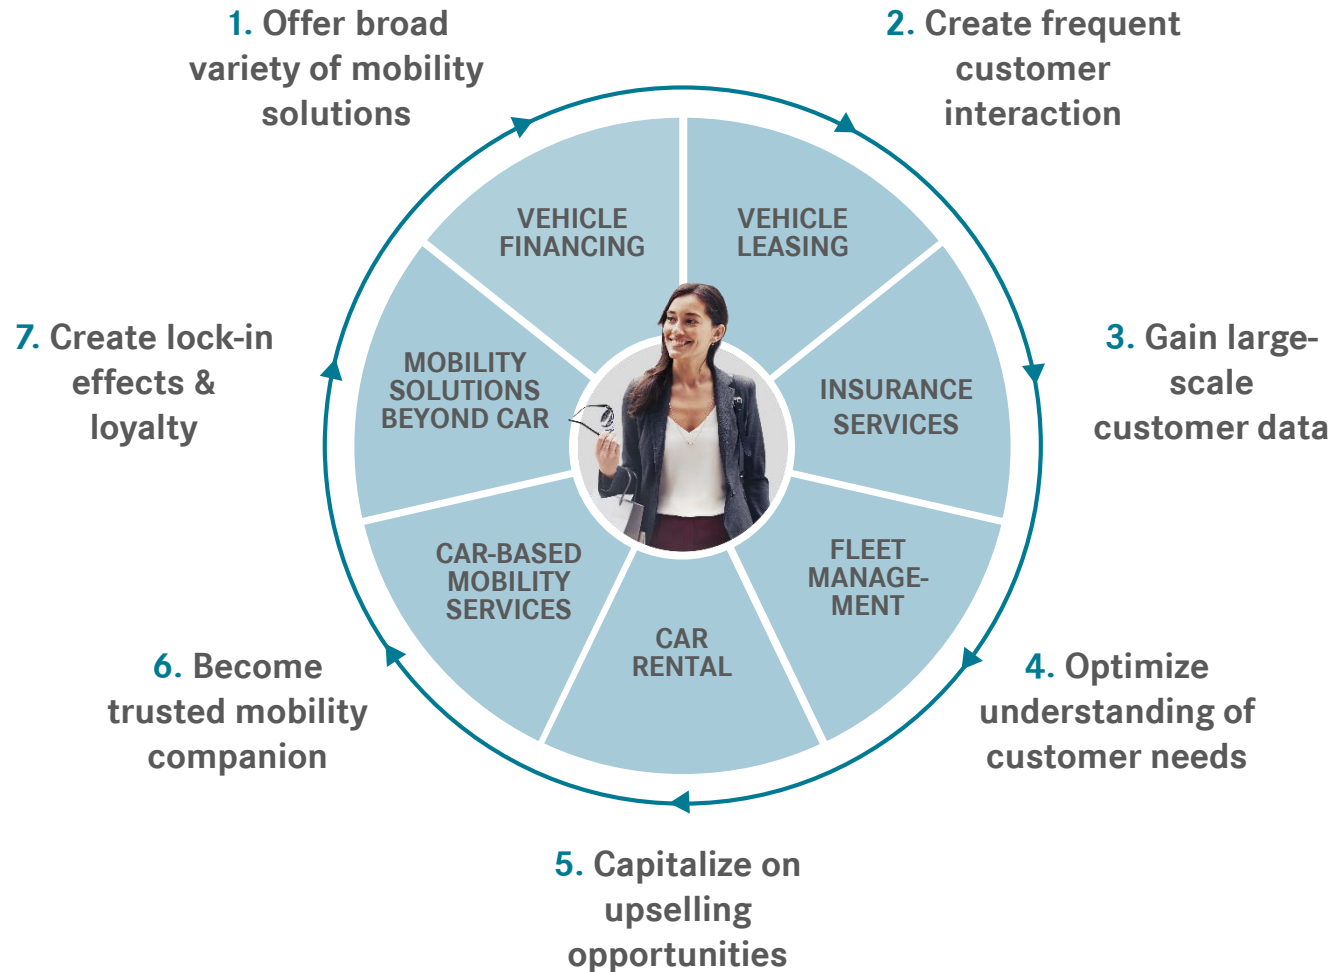 1. Offer broad
variety of mobility
solutions
2. Create frequent
customer
interaction
3. Gain large-
scale
customer data
4. Optimize
understanding of
customer needs
5. Capitalize on
upselling
opportunities
6. Become
trusted mobility
companion
7. Create lock-in
effects &
loyalty
VEHICLE
FINANCING
VEHICLE
LEASING
INSURANCE
SERVICES
FLEET
MANAGE-
MENT
CAR
RENTAL
CAR-BASED
MOBILITY
SERVICES
MOBILITY
SOLUTIONS
BEYOND CAR